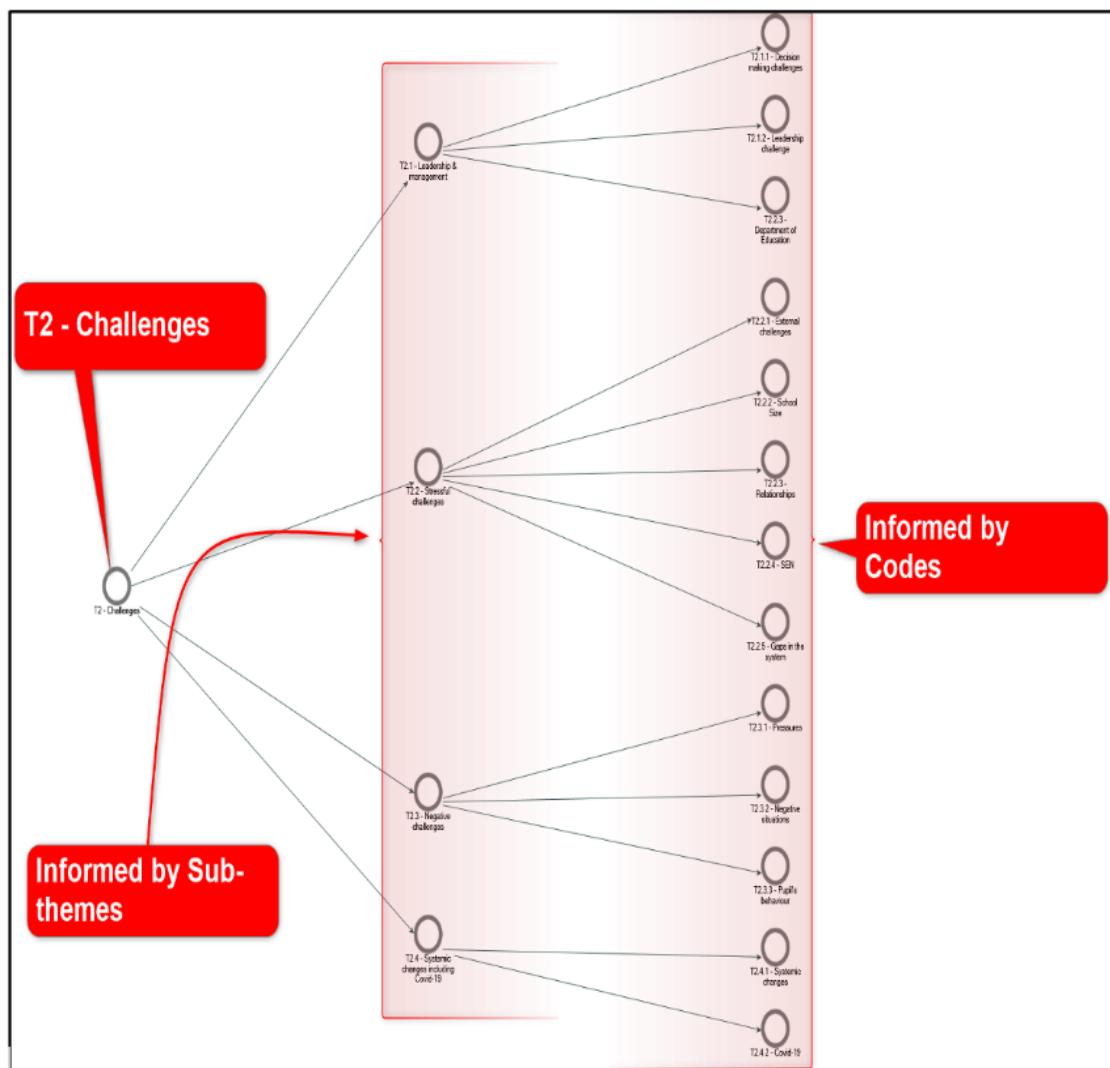 T2.1.1 - Decision
making challenges
T2.1.2 - Leadership
challenge
T2.1 - Leadership &
management
T2.2.3 -
Department of
Education
T2 - Challenges
T2.2.1 - External
challenges
T2.2.2 - School
Size
T2.2 - Stressful
challenges
T2.2.3
- Relationships
Informed by
Codes
T2.2.4 - SEN
T2 - Challenges
T2.2.5 - Gaps in the
system
T2.3.1 - Pressures
T2.3 - Negative
challenges
T2.3.2 - Negative
situations
Informed by Sub-
themes
T2.3.3 - Pupil's
behaviour
T2.4 - Systemic
changes including
Covid-19
T2.4.1 - Systemic
changes
T2.4.2 - Covid-19